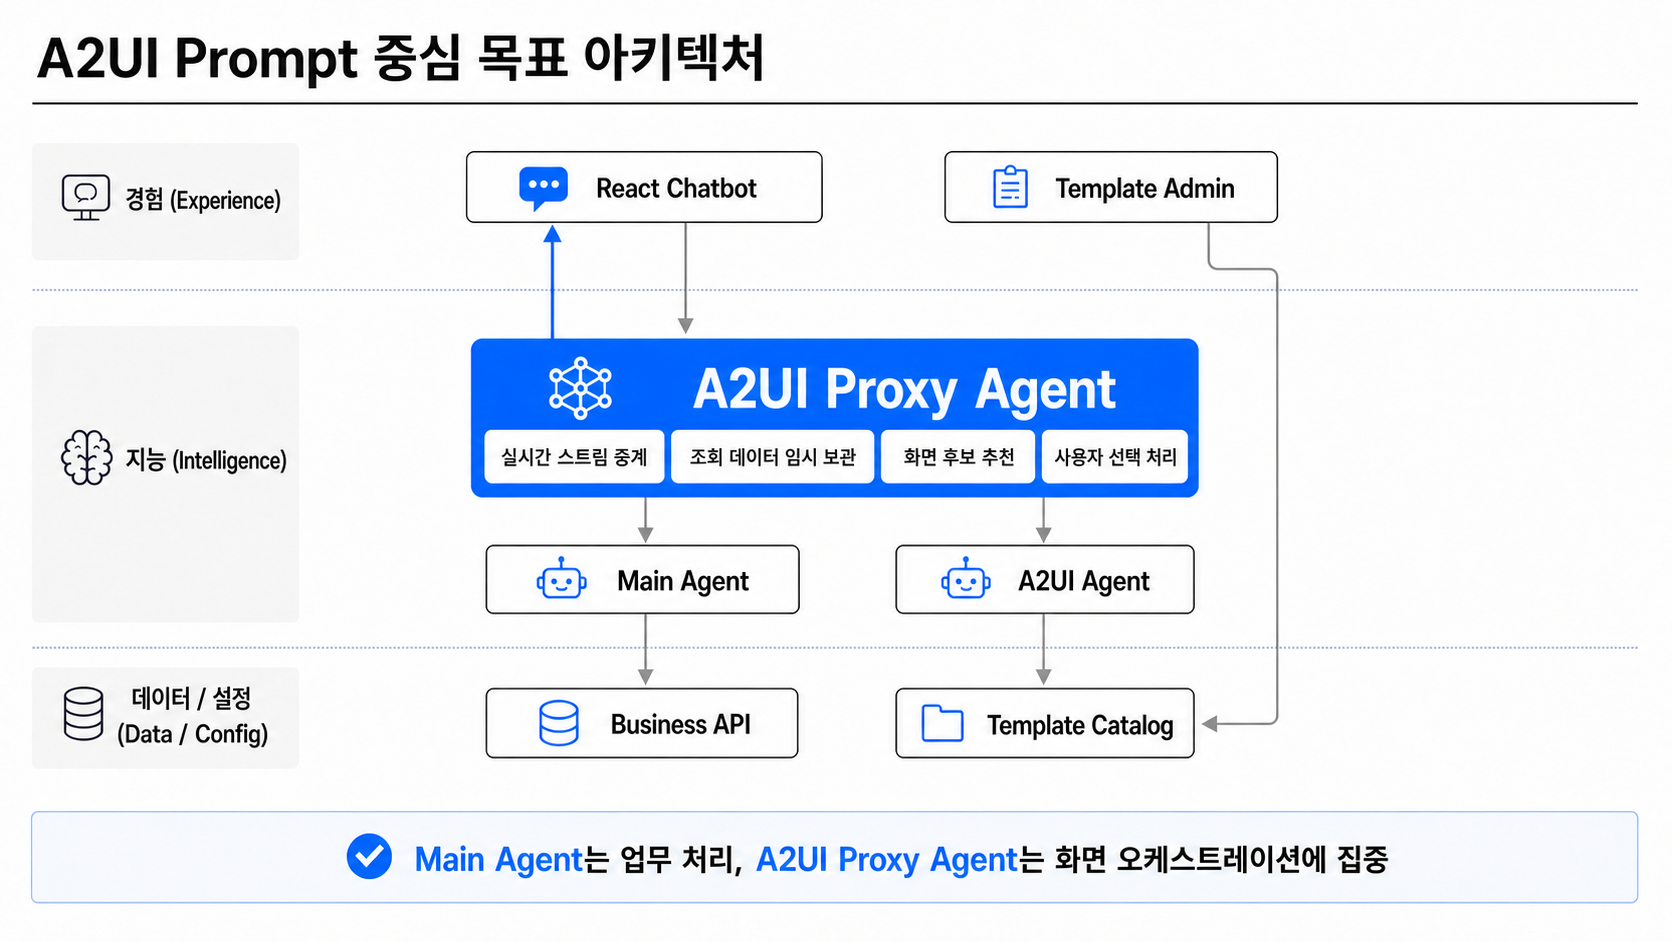 A2UI Prompt 중심 목표 아키텍처
경험 (Experience)
React Chatbot
Template Admin
지능 (Intelligence)
A2UI Proxy Agent
실시간 스트림 중계
조회 데이터 임시 보관
화면 후보 추천
사용자 선택 처리
Main Agent
A2UI Agent
데이터 / 설정
(Data / Config)
Business API
Template Catalog
Main Agent는 업무 처리, A2UI Proxy Agent는 화면 오케스트레이션에 집중